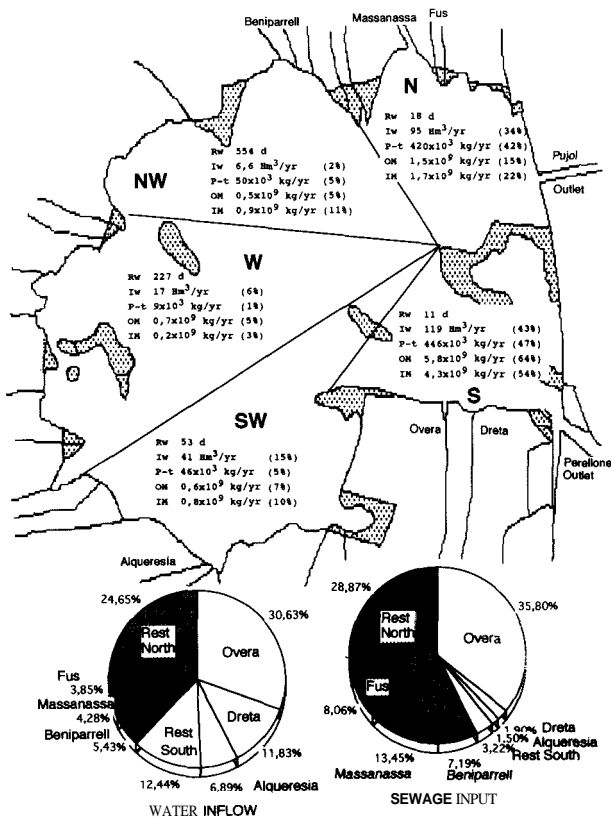 Beniparrell
Massanassa
Fus
N
Rw 18 d
Iw 95 Hm³/yr (34%)
P-t 420x10³ kg/yr (42%)
OM 1,5x10⁹ kg/yr (15%)
IM 1,7x10⁹ kg/yr (22%)
Pujol
Outlet
NW
Rw 554 d
Iw 6,6 Hm³/yr (2%)
P-t 50x10³ kg/yr (5%)
OM 0,5x10⁹ kg/yr (5%)
IM 0,9x10⁹ kg/yr (11%)
W
Rw 227 d
Iw 17 Hm³/yr (6%)
P-t 9x10³ kg/yr (1%)
OM 0,7x10⁹ kg/yr (5%)
IM 0,2x10⁹ kg/yr (3%)
Rw 11 d
Iw 119 Hm³/yr (43%)
P-t 446x10³ kg/yr (47%)
OM 5,8x10⁹ kg/yr (64%)
IM 4,3x10⁹ kg/yr (54%)
S
SW
Rw 53 d
Iw 41 Hm³/yr (15%)
P-t 46x10³ kg/yr (5%)
OM 0,6x10⁹ kg/yr (7%)
IM 0,8x10⁹ kg/yr (10%)
Overa
Dreta
Perellone
Outlet
Alqueresia
24,65%
30,63%
Rest
North
Overa
Fus
3,85%
Massanassa
4,28%
Beniparrell
5,43%
Rest
South
Dreta
11,83%
12,44%
6,89%
Alqueresia
WATER INFLOW
28,87%
35,80%
Rest
North
Fus
8,06%
1,90%
Dreta
1,50%
Alqueresia
3,22%
Rest South
13,45%
7,19%
Massanassa
Beniparrell
SEWAGE INPUT